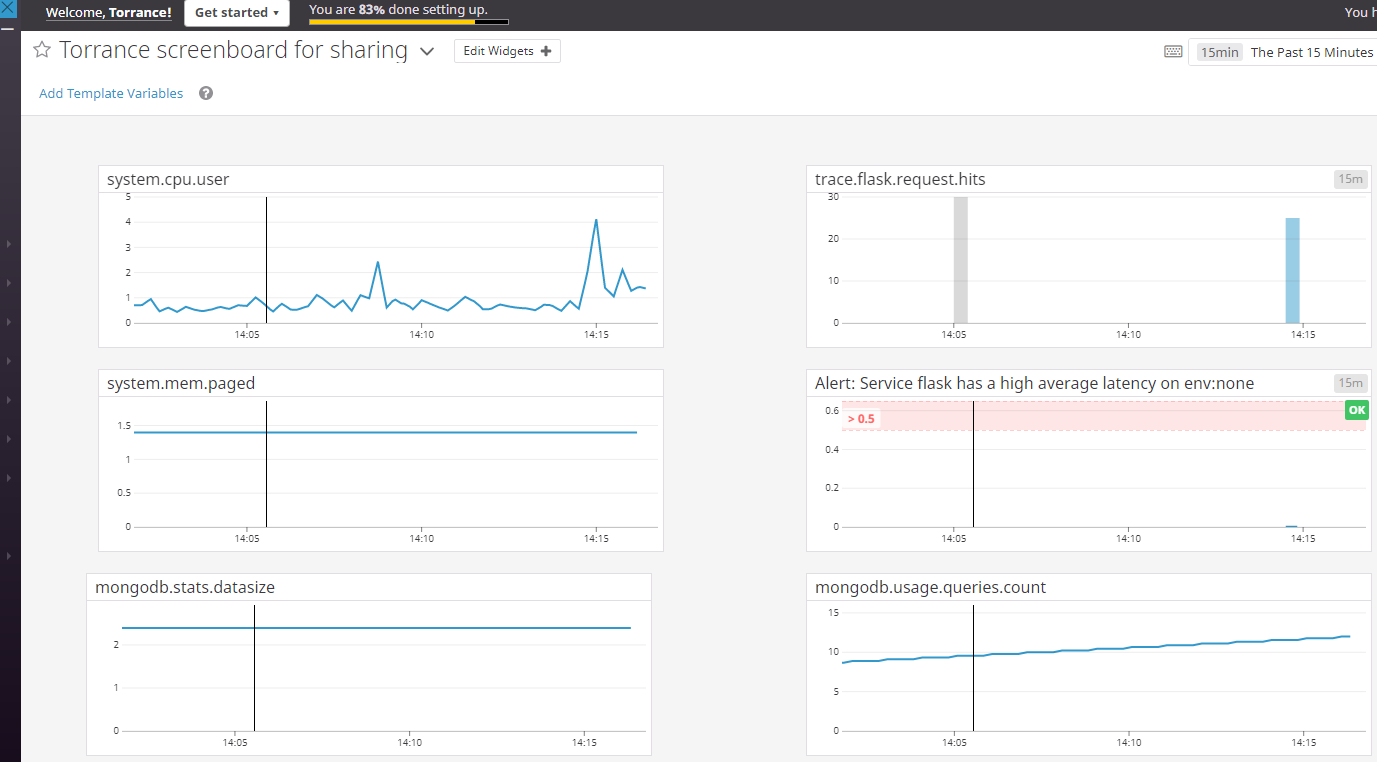 Welcome, Torrance!
Get started ▾
You are 83% done setting up.
You h
Torrance screenboard for sharing
Edit Widgets +
15min The Past 15 Minutes
Add Template Variables ?
system.cpu.user
5
4
3
2
1
0
14:05 14:10 14:15
trace.flask.request.hits 15m
30
20
10
0
14:05 14:10 14:15
system.mem.paged
1.5
1
0.5
0
14:05 14:10 14:15
Alert: Service flask has a high average latency on env:none 15m
0.6
> 0.5
OK
0.4
0.2
0
14:05 14:10 14:15
mongodb.stats.datasize
2
1
0
14:05 14:10 14:15
mongodb.usage.queries.count
15
10
5
0
14:05 14:10 14:15